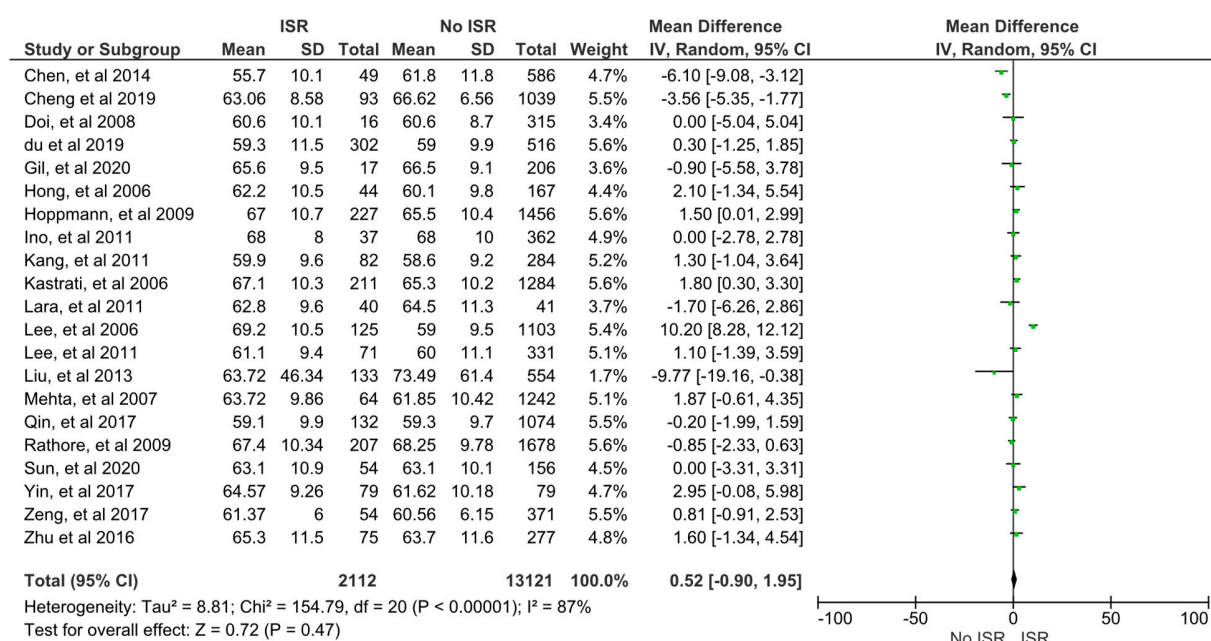 ISR No ISR Mean Difference Mean Difference
Study or Subgroup Mean SD Total Mean SD Total Weight IV, Random, 95% CI IV, Random, 95% CI
Chen, et al 2014 55.7 10.1 49 61.8 11.8 586 4.7% -6.10 [-9.08, -3.12]
Cheng et al 2019 63.06 8.58 93 66.62 6.56 1039 5.5% -3.56 [-5.35, -1.77]
Doi, et al 2008 60.6 10.1 16 60.6 8.7 315 3.4% 0.00 [-5.04, 5.04]
du et al 2019 59.3 11.5 302 59 9.9 516 5.6% 0.30 [-1.25, 1.85]
Gil, et al 2020 65.6 9.5 17 66.5 9.1 206 3.6% -0.90 [-5.58, 3.78]
Hong, et al 2006 62.2 10.5 44 60.1 9.8 167 4.4% 2.10 [-1.34, 5.54]
Hoppmann, et al 2009 67 10.7 227 65.5 10.4 1456 5.6% 1.50 [0.01, 2.99]
Ino, et al 2011 68 8 37 68 10 362 4.9% 0.00 [-2.78, 2.78]
Kang, et al 2011 59.9 9.6 82 58.6 9.2 284 5.2% 1.30 [-1.04, 3.64]
Kastrati, et al 2006 67.1 10.3 211 65.3 10.2 1284 5.6% 1.80 [0.30, 3.30]
Lara, et al 2011 62.8 9.6 40 64.5 11.3 41 3.7% -1.70 [-6.26, 2.86]
Lee, et al 2006 69.2 10.5 125 59 9.5 1103 5.4% 10.20 [8.28, 12.12]
Lee, et al 2011 61.1 9.4 71 60 11.1 331 5.1% 1.10 [-1.39, 3.59]
Liu, et al 2013 63.72 46.34 133 73.49 61.4 554 1.7% -9.77 [-19.16, -0.38]
Mehta, et al 2007 63.72 9.86 64 61.85 10.42 1242 5.1% 1.87 [-0.61, 4.35]
Qin, et al 2017 59.1 9.9 132 59.3 9.7 1074 5.4% -0.20 [-1.99, 1.59]
Rathore, et al 2009 67.4 10.34 207 68.25 9.78 1678 5.6% -0.85 [-2.33, 0.63]
Sun, et al 2020 63.1 10.9 54 63.1 10.1 156 4.5% 0.00 [-3.31, 3.31]
Yin, et al 2017 64.57 9.26 79 61.62 10.18 79 4.7% 2.95 [-0.08, 5.98]
Zeng, et al 2017 61.37 6 54 60.56 6.15 371 5.5% 0.81 [-0.91, 2.53]
Zhu et al 2016 65.3 11.5 75 63.7 11.6 277 4.8% 1.60 [-1.34, 4.54]
Total (95% CI) 2112 13121 100.0% 0.52 [-0.90, 1.95]
Heterogeneity: Tau² = 8.81; Chi² = 154.79, df = 20 (P < 0.00001); I² = 87%
Test for overall effect: Z = 0.72 (P = 0.47)
-100 -50 0 50 100
No ISR ISR